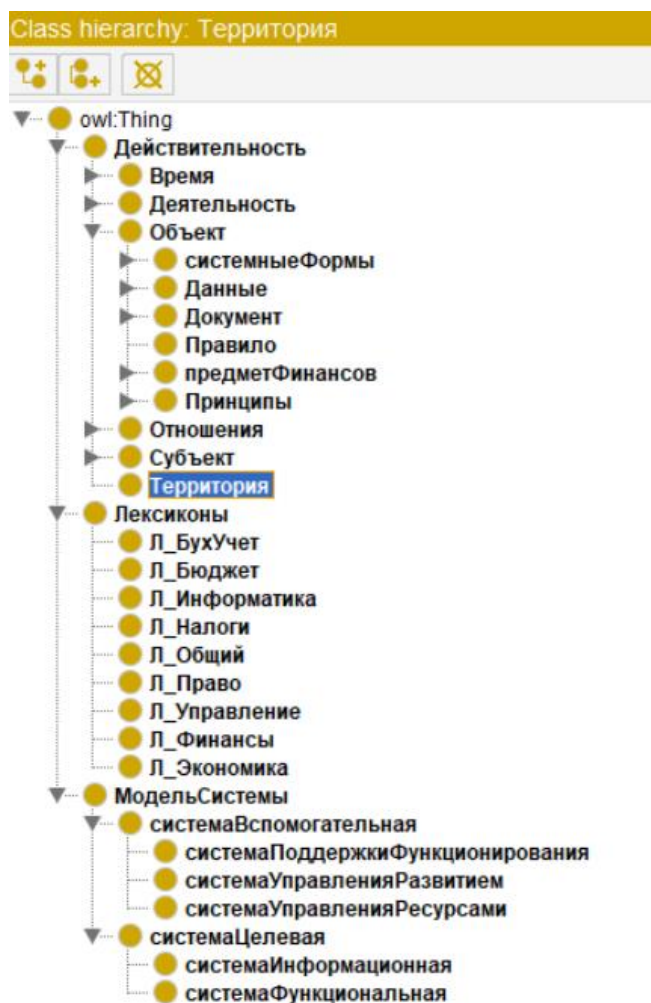 Class hierarchy: Территория
owl:Thing
Действительность
Время
Деятельность
Объект
системныеФормы
Данные
Документ
Правило
предметФинансов
Принципы
Отношения
Субъект
Территория
Лексиконы
Л_БухУчет
Л_Бюджет
Л_Информатика
Л_Налоги
Л_Общий
Л_Право
Л_Управление
Л_Финансы
Л_Экономика
МодельСистемы
системаВспомогательная
системаПоддержкиФункционирования
системаУправленияРазвитием
системаУправленияРесурсами
системаЦелевая
системаИнформационная
системаФункциональная